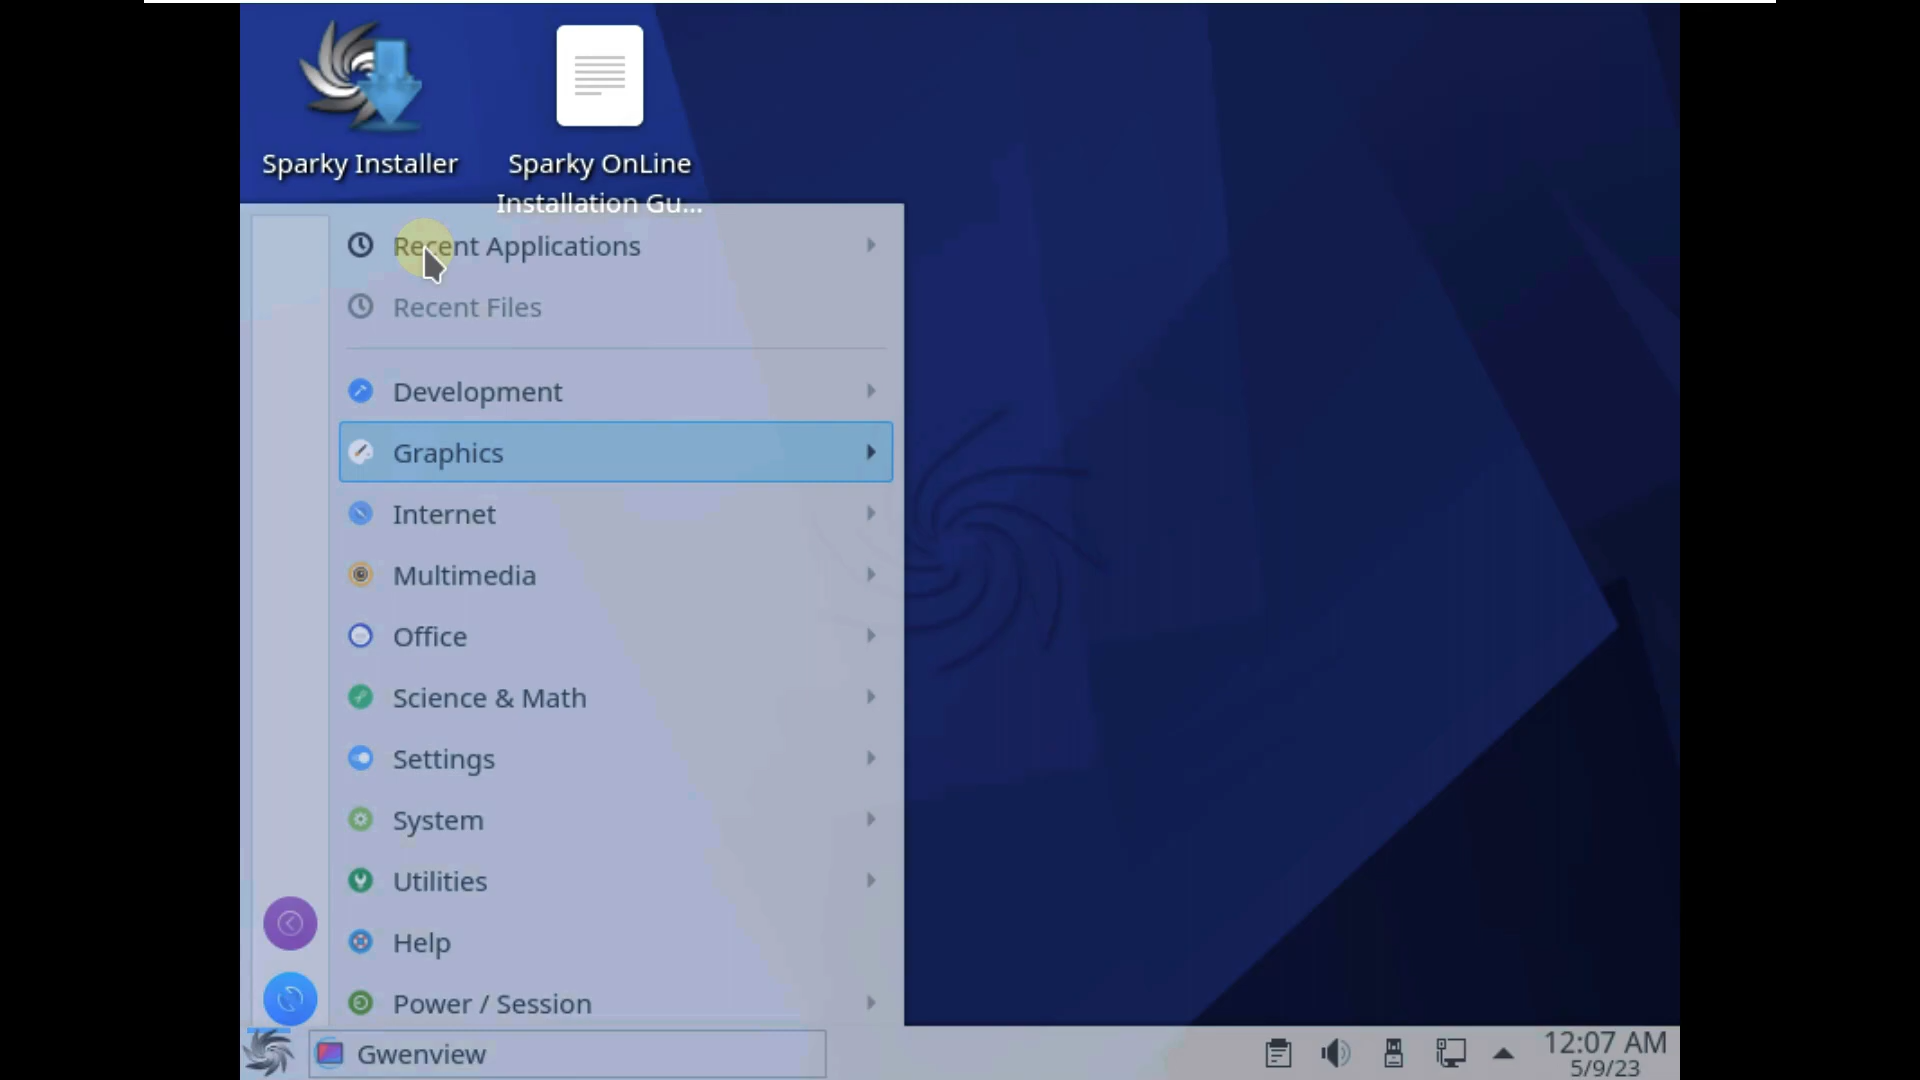 Sparky Installer
Sparky OnLine
Installation Gu...
Recent Applications
Recent Files
Development
Graphics
Internet
Multimedia
Office
Science & Math
Settings
System
Utilities
Help
Power / Session
Gwenview
12:07 AM
5/9/23